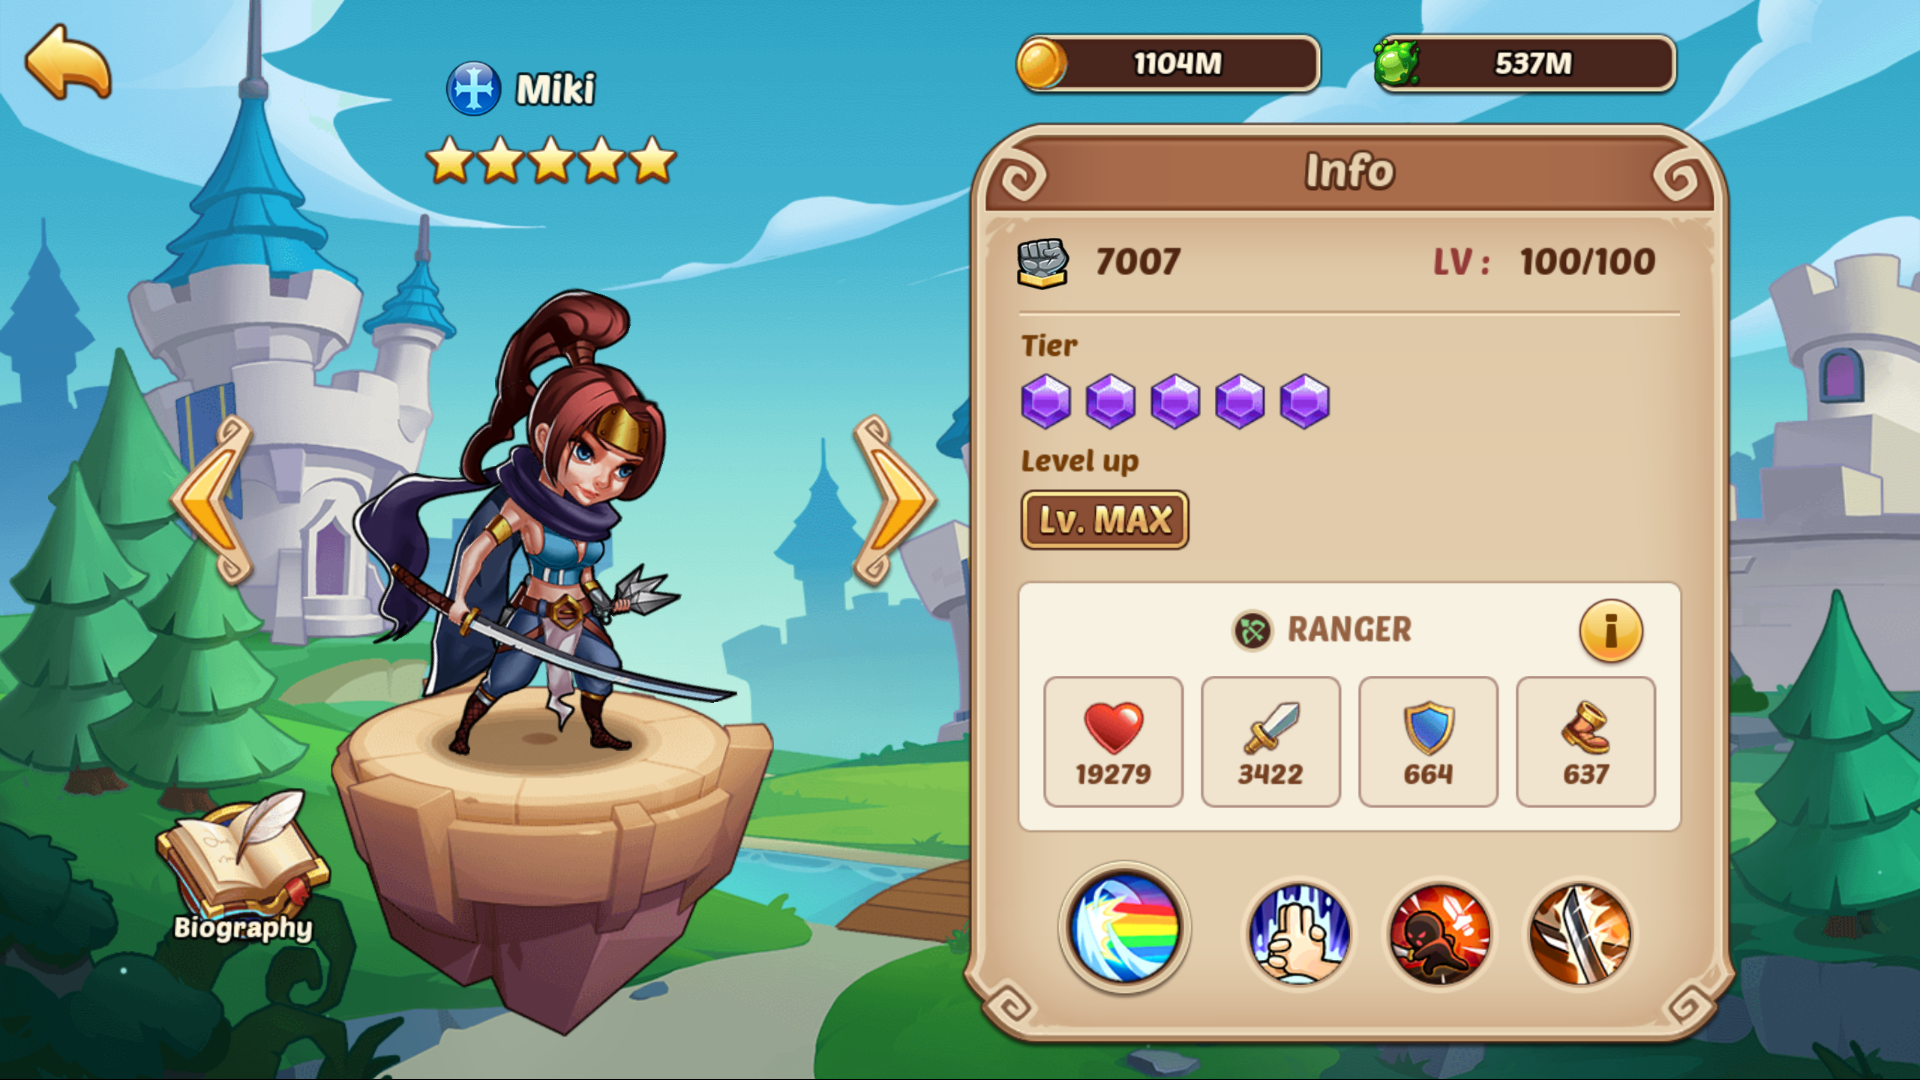 Miki
1104M
537M
Info
7007
LV : 100/100
Tier
Level up
Lv. MAX
RANGER
19279
3422
664
637
Biography